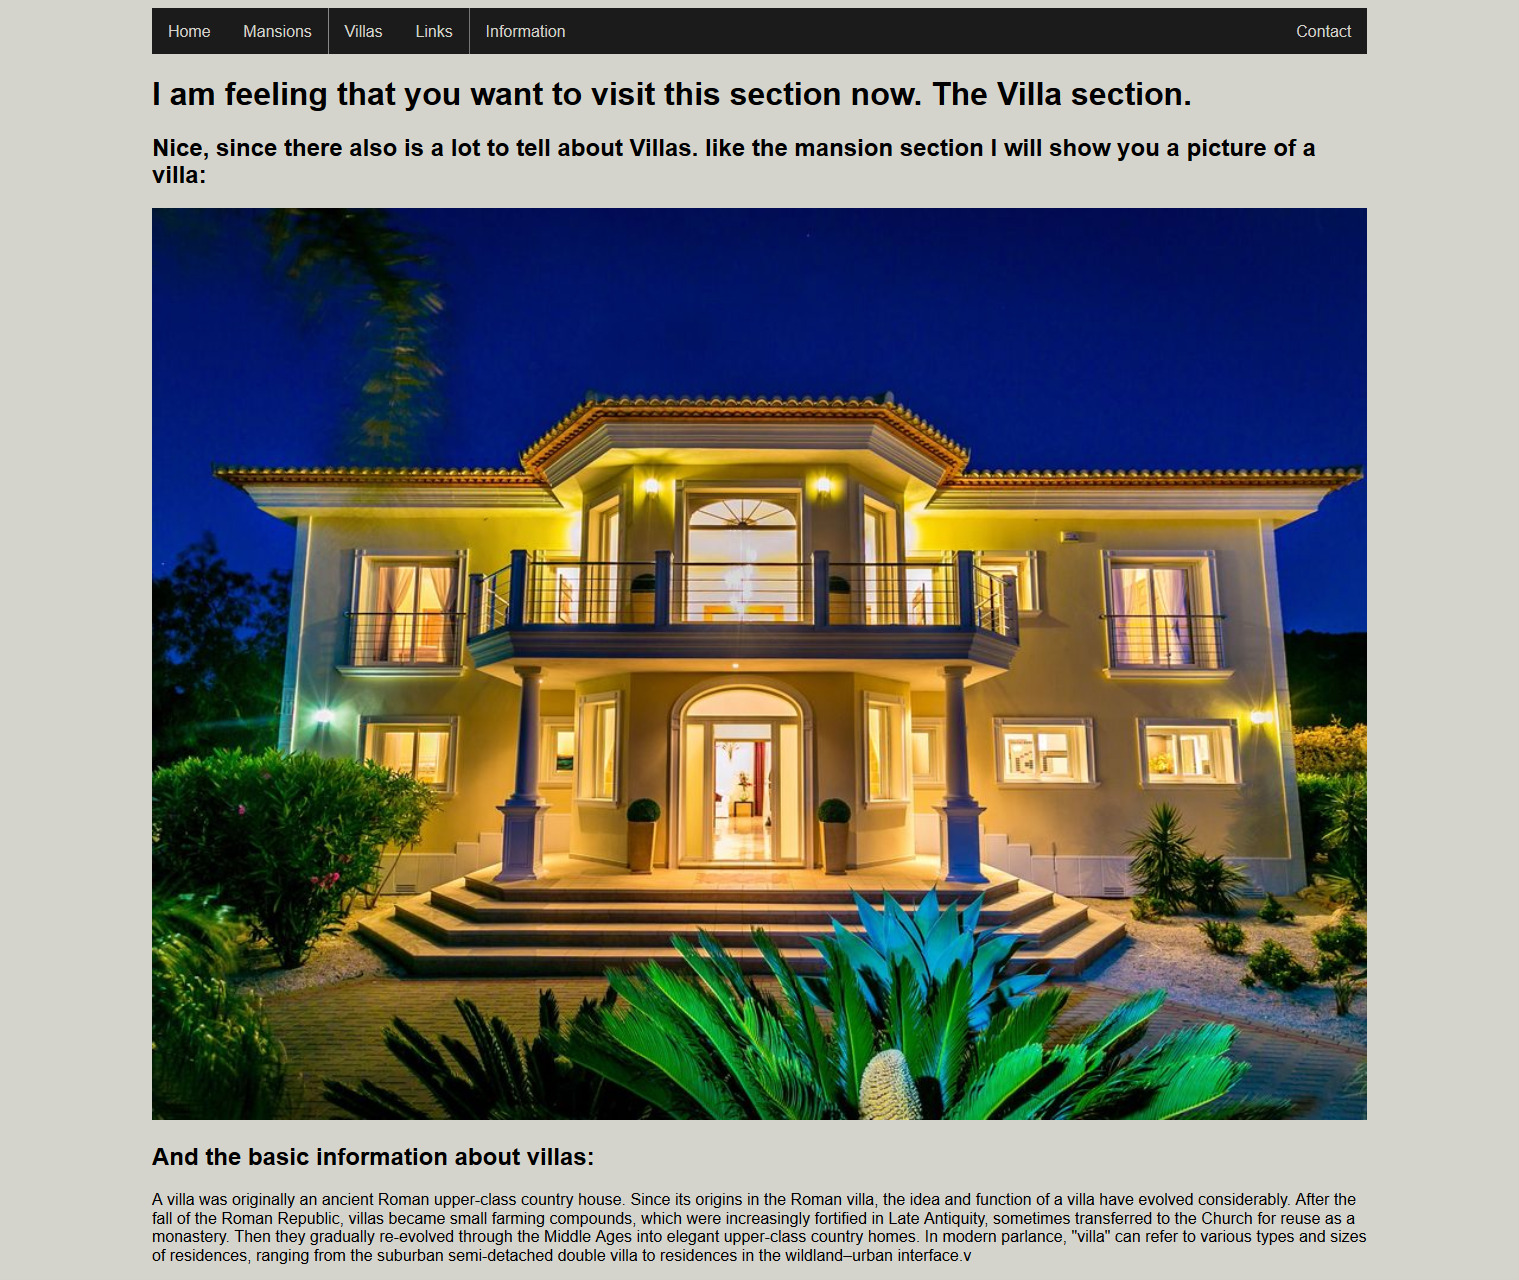 Home Mansions Villas Links Information Contact
I am feeling that you want to visit this section now. The Villa section.
Nice, since there also is a lot to tell about Villas. like the mansion section I will show you a picture of a
villa:
And the basic information about villas:
A villa was originally an ancient Roman upper-class country house. Since its origins in the Roman villa, the idea and function of a villa have evolved considerably. After the
fall of the Roman Republic, villas became small farming compounds, which were increasingly fortified in Late Antiquity, sometimes transferred to the Church for reuse as a
monastery. Then they gradually re-evolved through the Middle Ages into elegant upper-class country homes. In modern parlance, "villa" can refer to various types and sizes
of residences, ranging from the suburban semi-detached double villa to residences in the wildland–urban interface.v